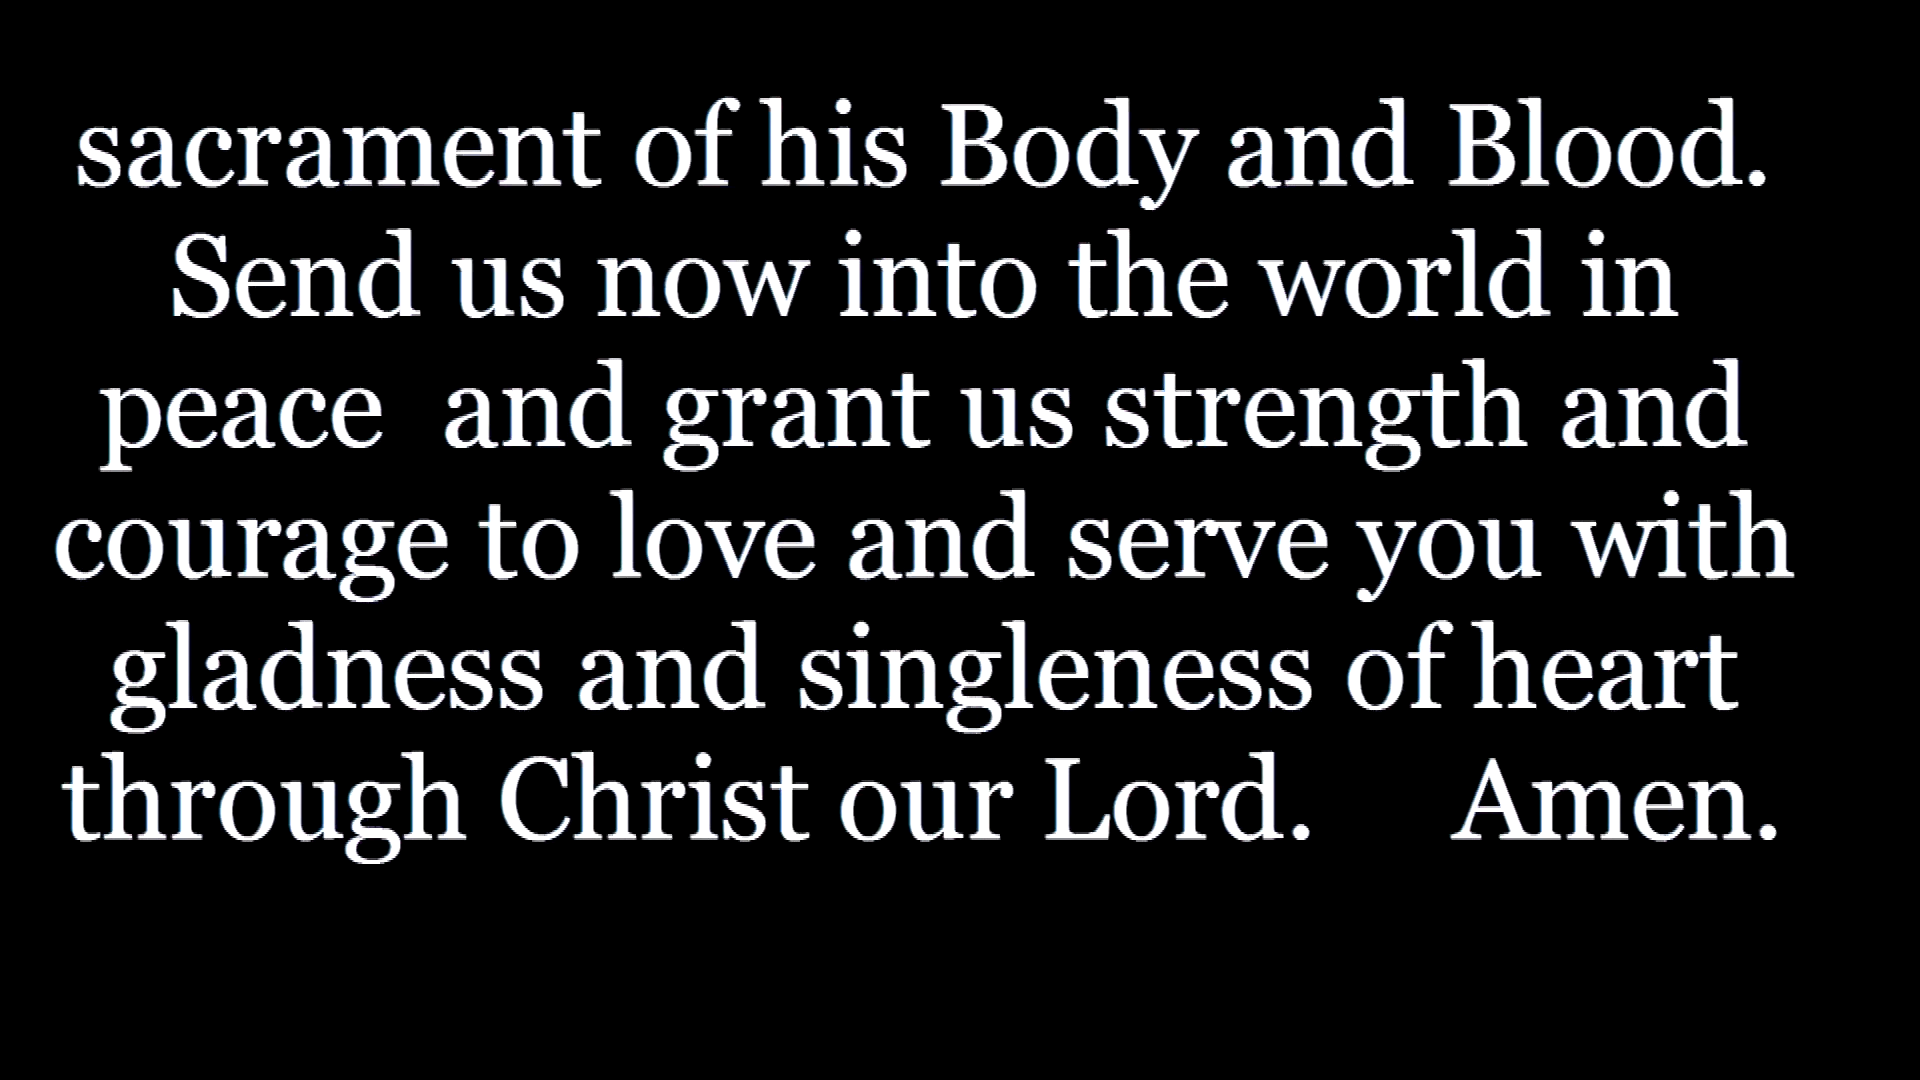 sacrament of his Body and Blood.
Send us now into the world in
peace  and grant us strength and
courage to love and serve you with
gladness and singleness of heart
through Christ our Lord.    Amen.